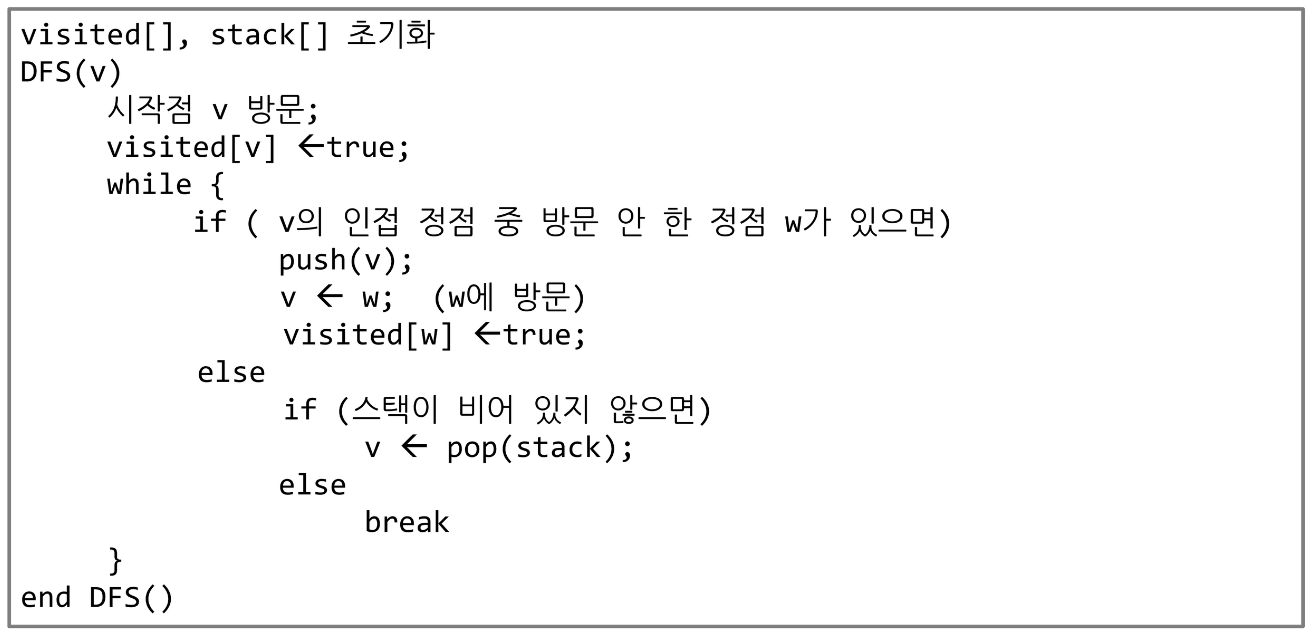 visited[], stack[] 초기화
DFS(v)
시작점 v 방문;
visited[v] ←true;
while {
if ( v의 인접 정점 중 방문 안 한 정점 w가 있으면)
push(v);
v ← w;  (w에 방문)
visited[w] ←true;
else
if (스택이 비어 있지 않으면)
v ← pop(stack);
else
break
}
end DFS()